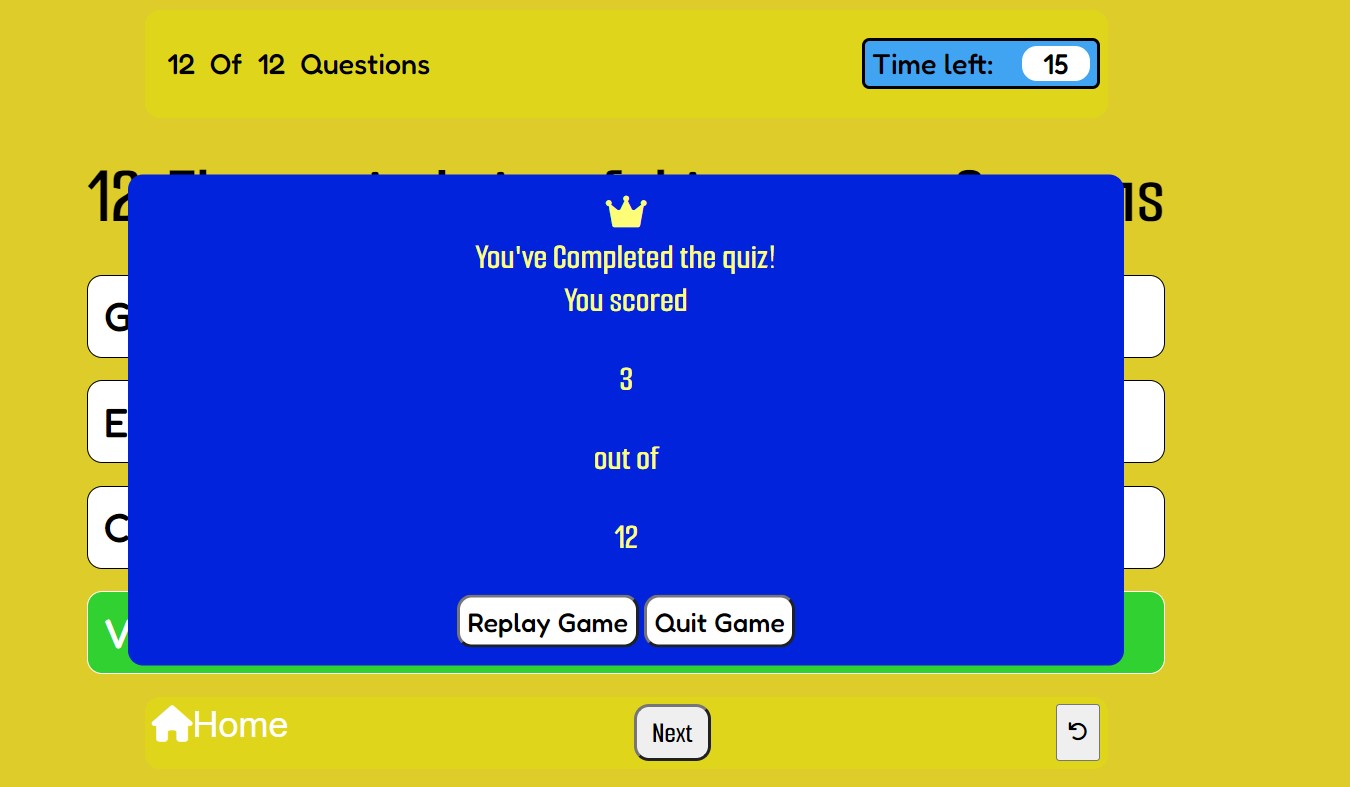 12 Of 12 Questions
Time left: 15
12
You've Completed the quiz!
You scored
3
out of
12
G
E
C
V
Replay Game
Quit Game
Home
Next